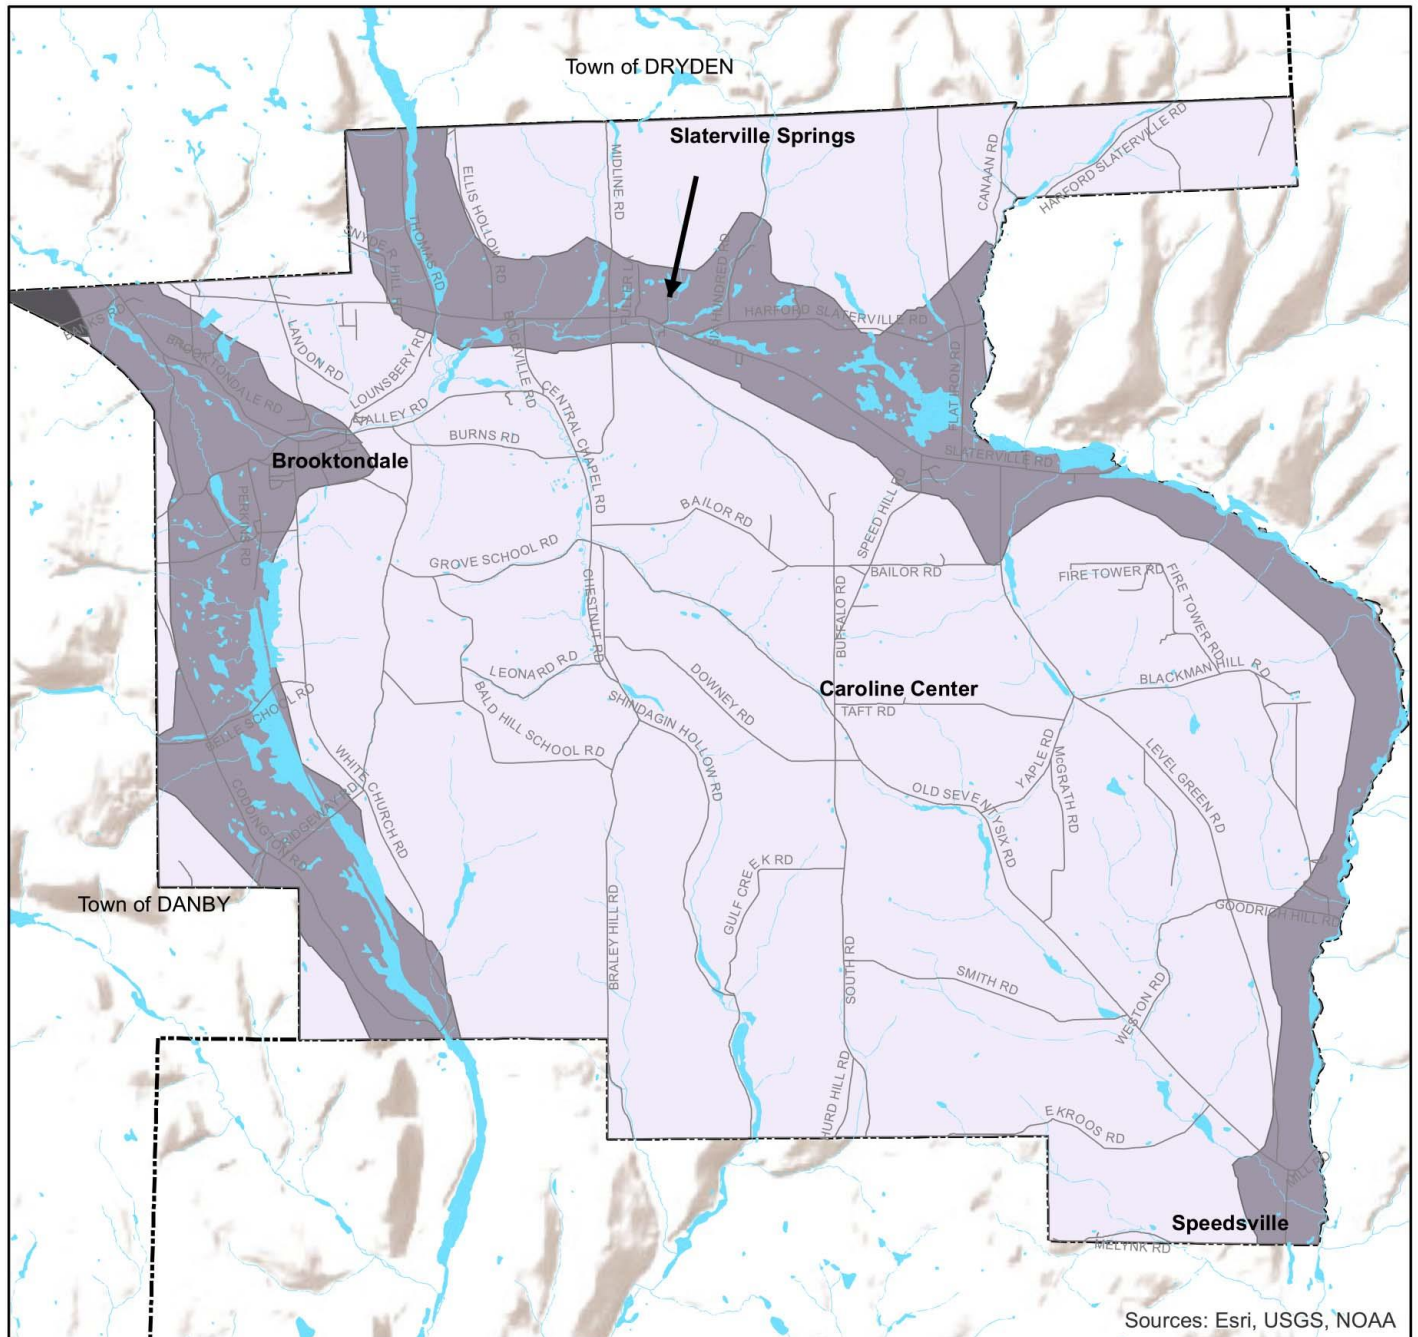 Town of DRYDEN
Slaterville Springs
HARFORD SLATERVILLE RD
CANAAN RD
MIDLINE RD
ELLIS HOLLOW RD
THOMAS RD
HARFORD SLATERVILLE RD
BANKS RD
BROOKTONDALE RD
LANDON RD
LOUNSBERY RD
VALLEY RD
BOICEVILLE RD
CENTRAL CHAPEL RD
FLAT IRON RD
BURNS RD
Brooktondale
SLATERVILLE RD
PERKINS RD
BAILOR RD
SPEED HILL RD
GROVE SCHOOL RD
BAILOR RD
FIRE TOWER RD
FIRE TOWER RD
CHESTNUT RD
BUFFALO RD
LEONARD RD
DOWNEY RD
BLACKMAN HILL RD
Caroline Center
TAFT RD
BELLE SCHOOL RD
BALD HILL SCHOOL RD
SHINDAGIN HOLLOW RD
WHITE CHURCH RD
YAPLE RD
McGRATH RD
LEVEL GREEN RD
OLD SEVENTYSIX RD
CODDINGTON RD
RIDGEWAY RD
GULF CREEK RD
Town of DANBY
BRALEY HILL RD
GOODRICH HILL RD
SOUTH RD
SMITH RD
WESTON RD
HURD HILL RD
E KROOS RD
MILL RD
Speedsville
MELYNK RD
Sources: Esri, USGS, NOAA